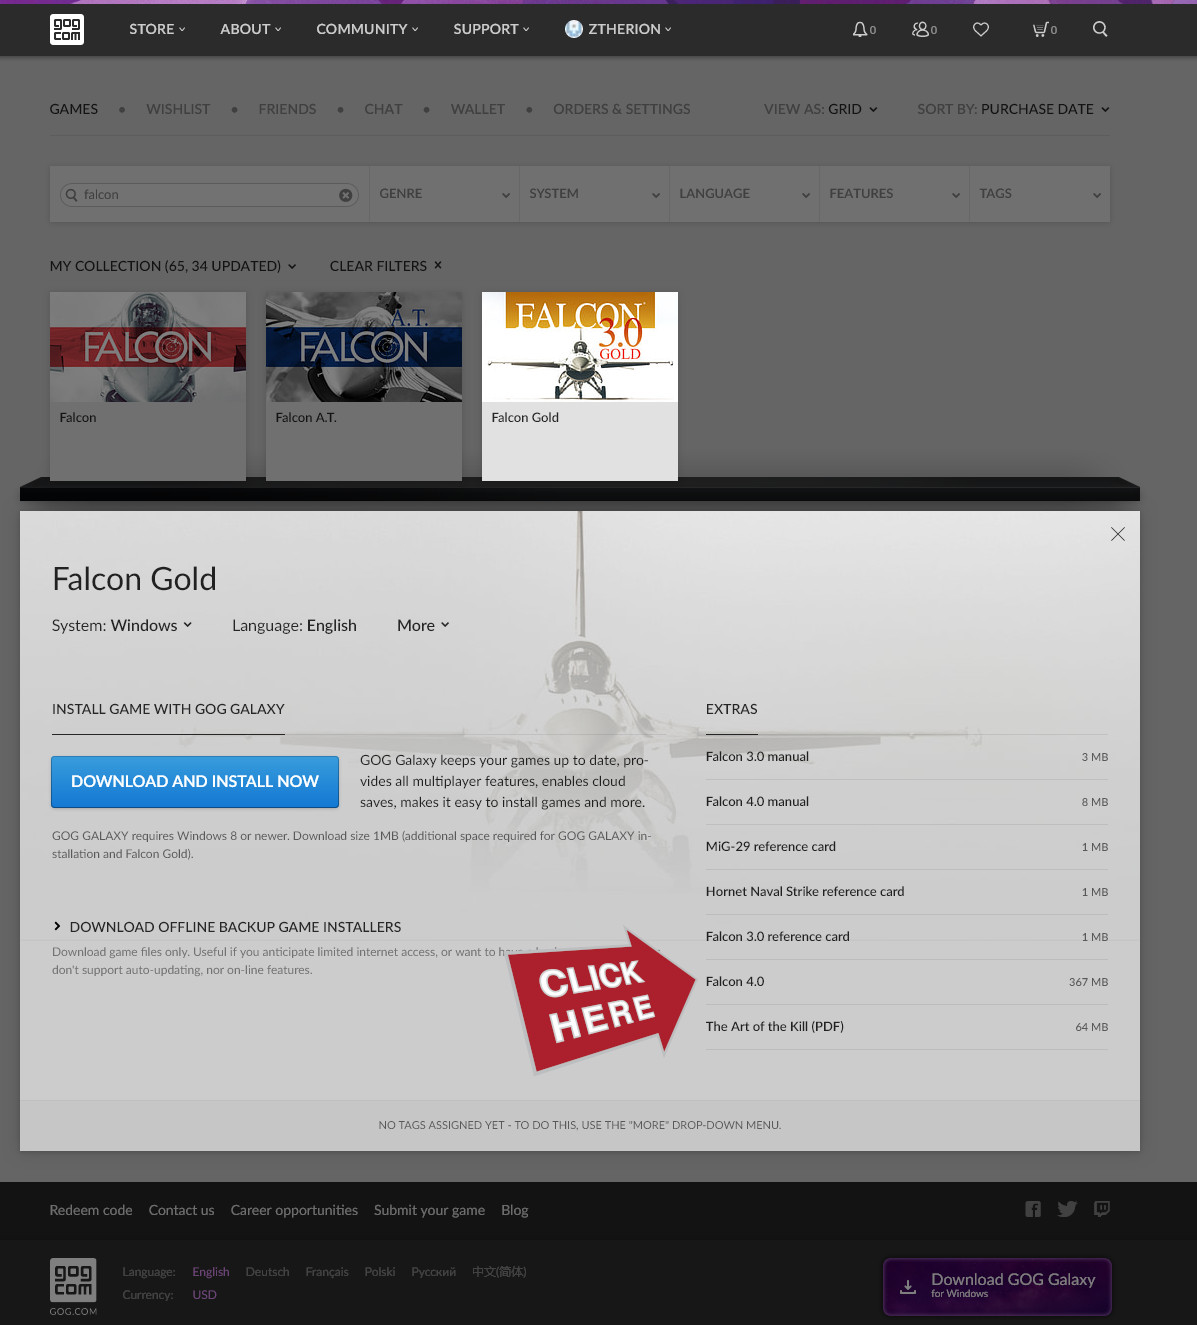 gog
com
STORE
ABOUT
COMMUNITY
SUPPORT
ZTHERION
0
0
0
GAMES • WISHLIST • FRIENDS • CHAT • WALLET • ORDERS & SETTINGS
VIEW AS: GRID
SORT BY: PURCHASE DATE
falcon
GENRE
SYSTEM
LANGUAGE
FEATURES
TAGS
MY COLLECTION (65, 34 UPDATED)
CLEAR FILTERS ×
FALCON
Falcon
A.T.
FALCON
Falcon A.T.
FALCON
3.0
GOLD
Falcon Gold
Falcon Gold
System: Windows
Language: English
More
INSTALL GAME WITH GOG GALAXY
DOWNLOAD AND INSTALL NOW
GOG Galaxy keeps your games up to date, pro-
vides all multiplayer features, enables cloud
saves, makes it easy to install games and more.
GOG GALAXY requires Windows 8 or newer. Download size 1MB (additional space required for GOG GALAXY in-
stallation and Falcon Gold).
DOWNLOAD OFFLINE BACKUP GAME INSTALLERS
Download game files only. Useful if you anticipate limited internet access, or want to
don't support auto-updating, nor on-line features.
CLICK
HERE
EXTRAS
Falcon 3.0 manual 3 MB
Falcon 4.0 manual 8 MB
MiG-29 reference card 1 MB
Hornet Naval Strike reference card 1 MB
Falcon 3.0 reference card 1 MB
Falcon 4.0 367 MB
The Art of the Kill (PDF) 64 MB
NO TAGS ASSIGNED YET - TO DO THIS, USE THE "MORE" DROP-DOWN MENU.
Redeem code Contact us Career opportunities Submit your game Blog
gog
com
GOG.COM
Language: English Deutsch Français Polski Русский 中文(简体)
Currency: USD
Download GOG Galaxy
for Windows